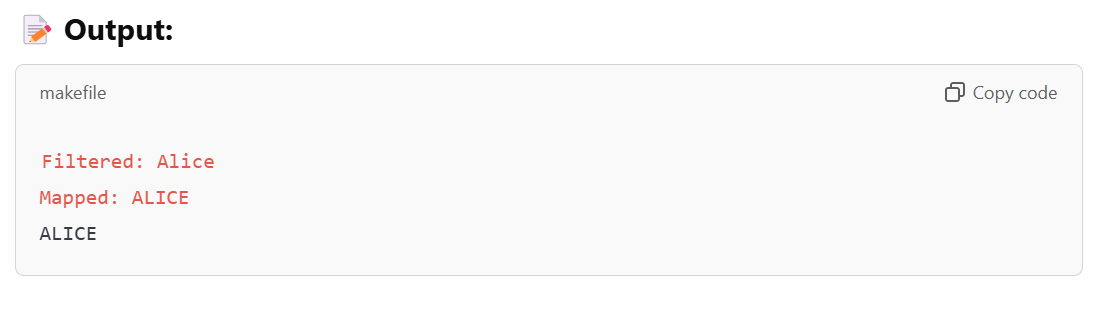 Output:
makefile
Copy code
Filtered: Alice
Mapped: ALICE
ALICE